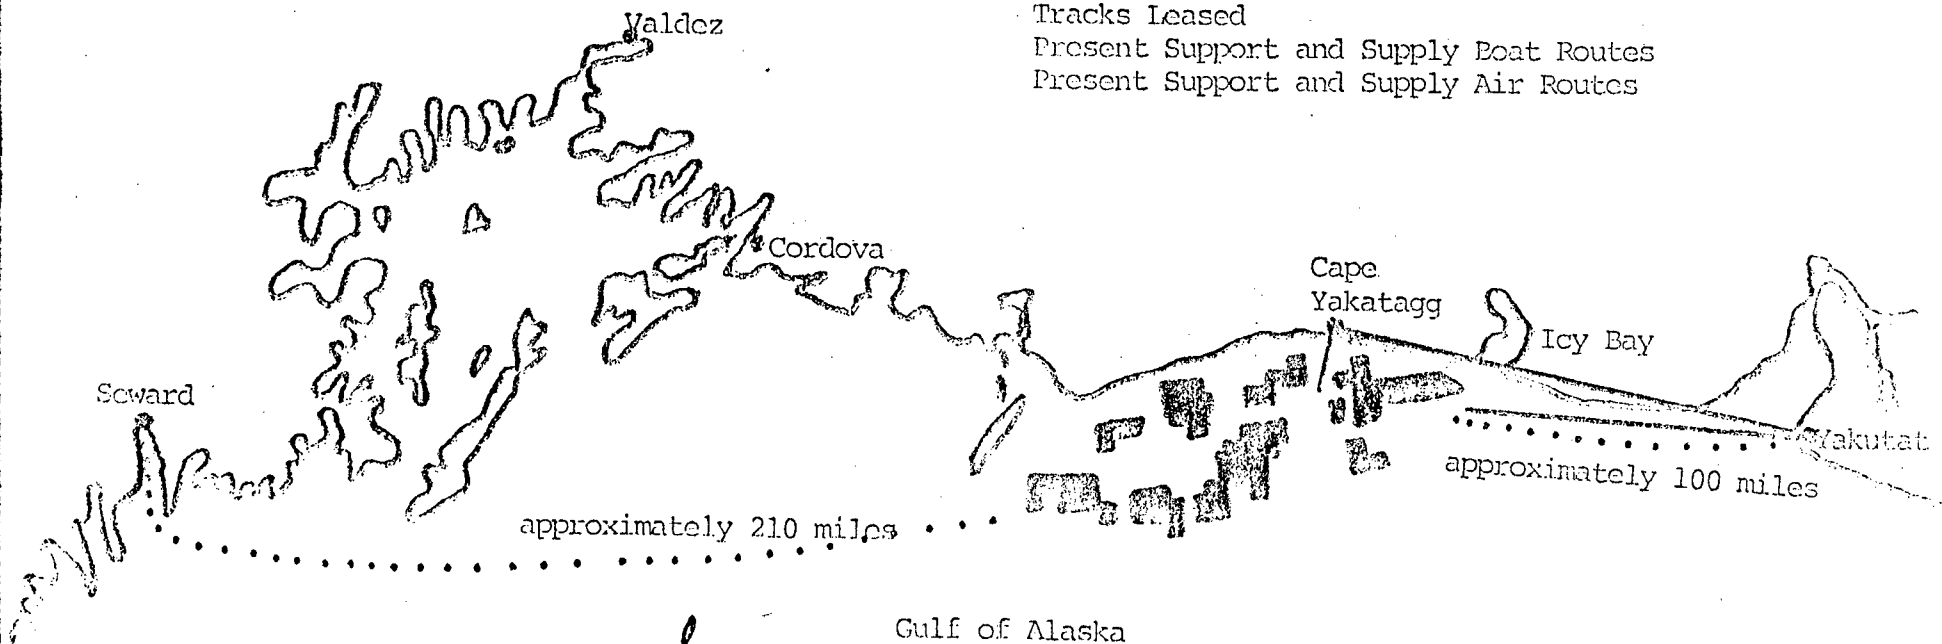 Valdez
Tracks Leased
Present Support and Supply Boat Routes
Present Support and Supply Air Routes
Cordova
Cape
Yakatagg
Icy Bay
Seward
Yakutat
approximately 100 miles
approximately 210 miles
Gulf of Alaska